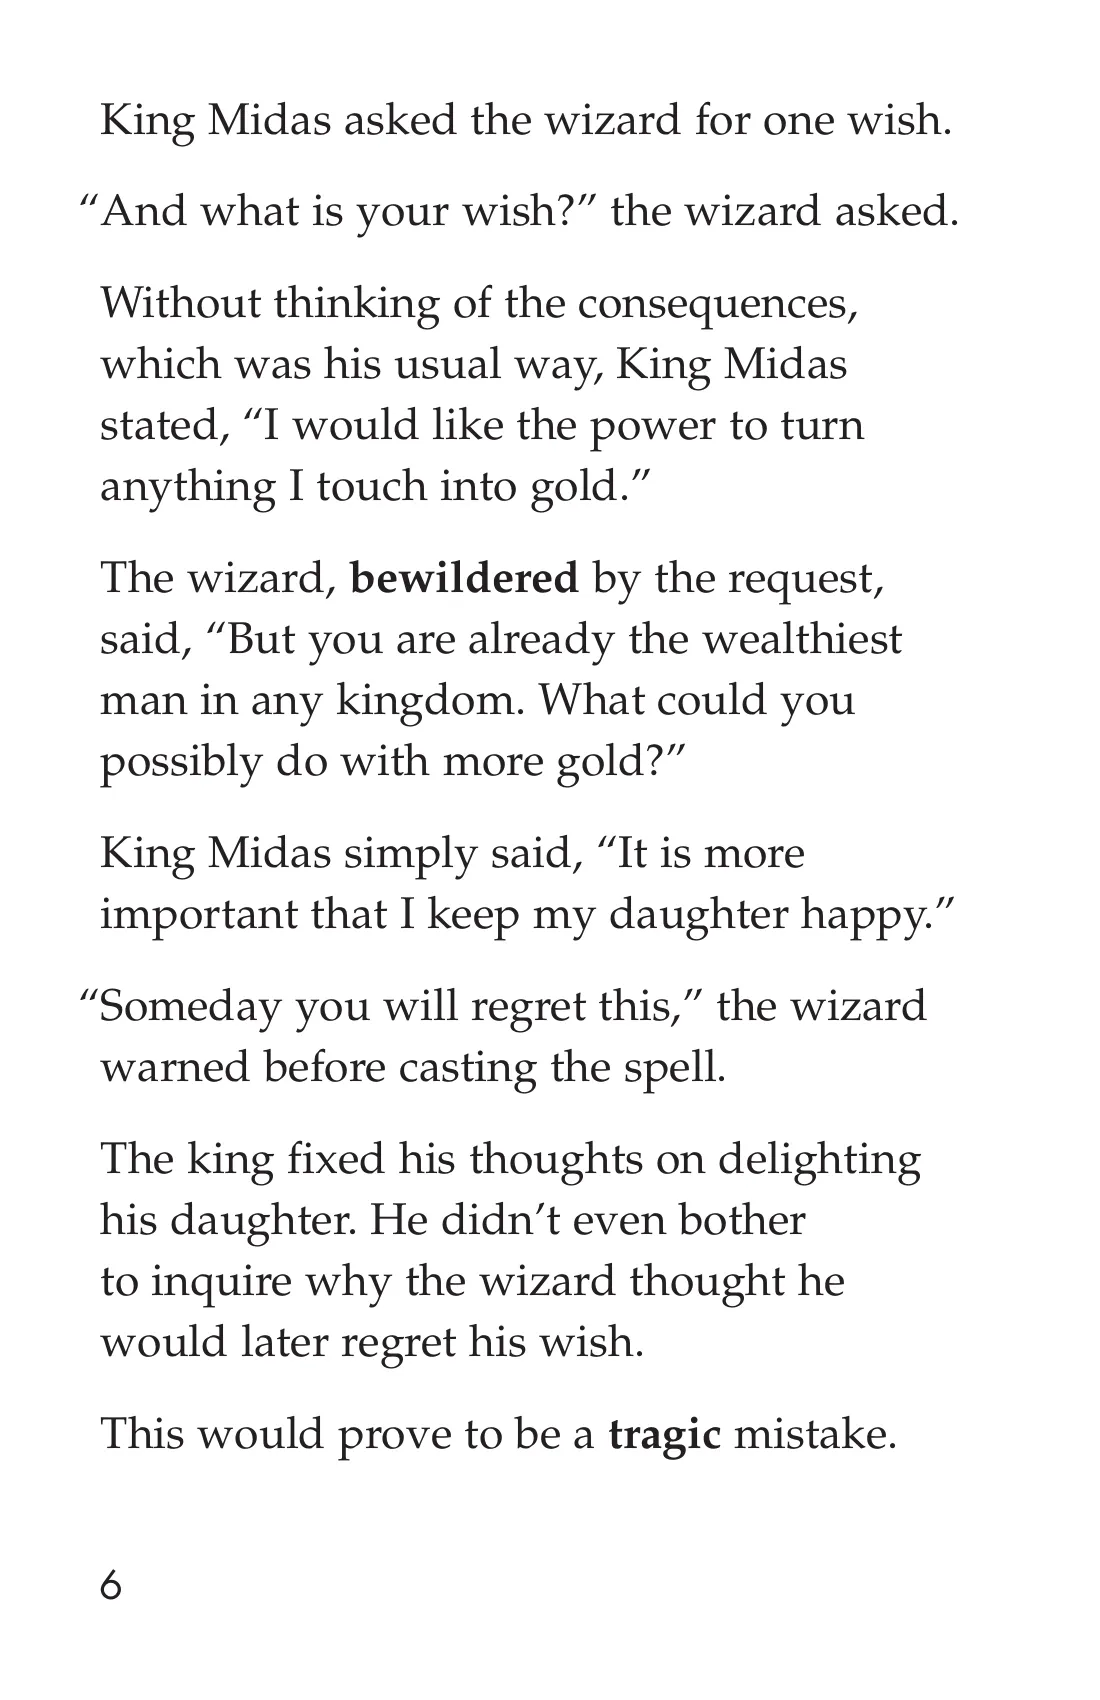 King Midas asked the wizard for one wish.
“And what is your wish?” the wizard asked.
Without thinking of the consequences,
which was his usual way, King Midas
stated, “I would like the power to turn
anything I touch into gold.”
The wizard, bewildered by the request,
said, “But you are already the wealthiest
man in any kingdom. What could you
possibly do with more gold?”
King Midas simply said, “It is more
important that I keep my daughter happy.”
“Someday you will regret this,” the wizard
warned before casting the spell.
The king fixed his thoughts on delighting
his daughter. He didn’t even bother
to inquire why the wizard thought he
would later regret his wish.
This would prove to be a tragic mistake.
6